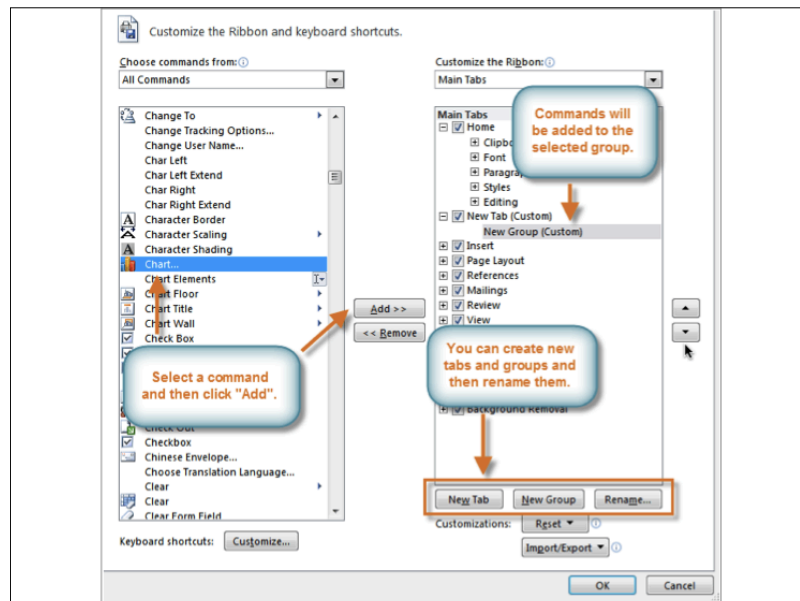 Customize the Ribbon and keyboard shortcuts.
Choose commands from:
All Commands
Change To
Change Tracking Options...
Change User Name...
Char Left
Char Left Extend
Char Right
Char Right Extend
Character Border
Character Scaling
Character Shading
Chart...
Chart Elements
Chart Floor
Chart Title
Chart Wall
Check Box
Select a command
and then click "Add".
Check Out
Checkbox
Chinese Envelope...
Choose Translation Language...
Clear
Clear
Clear Form Field
Keyboard shortcuts: Customize...
Add >>
<< Remove
Customize the Ribbon:
Main Tabs
Main Tabs
Home
Font
Styles
Editing
New Tab (Custom)
New Group (Custom)
Insert
Page Layout
References
Mailings
Review
View
Commands will
be added to the
selected group.
You can create new
tabs and groups and
then rename them.
Background Removal
New Tab New Group Rename...
Customizations: Reset
Import/Export
OK Cancel